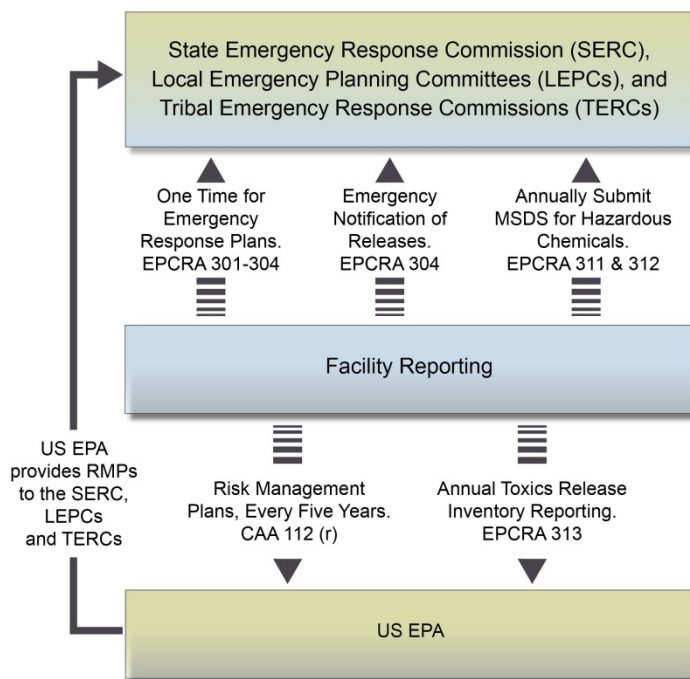 State Emergency Response Commission (SERC),
Local Emergency Planning Committees (LEPCs), and
Tribal Emergency Response Commissions (TERCs)
One Time for
Emergency
Response Plans.
EPCRA 301-304
Emergency
Notification of
Releases.
EPCRA 304
Annually Submit
MSDS for Hazardous
Chemicals.
EPCRA 311 & 312
Facility Reporting
US EPA
provides RMPs
to the SERC,
LEPCs
and TERCs
Risk Management
Plans, Every Five Years.
CAA 112 (r)
Annual Toxics Release
Inventory Reporting.
EPCRA 313
US EPA